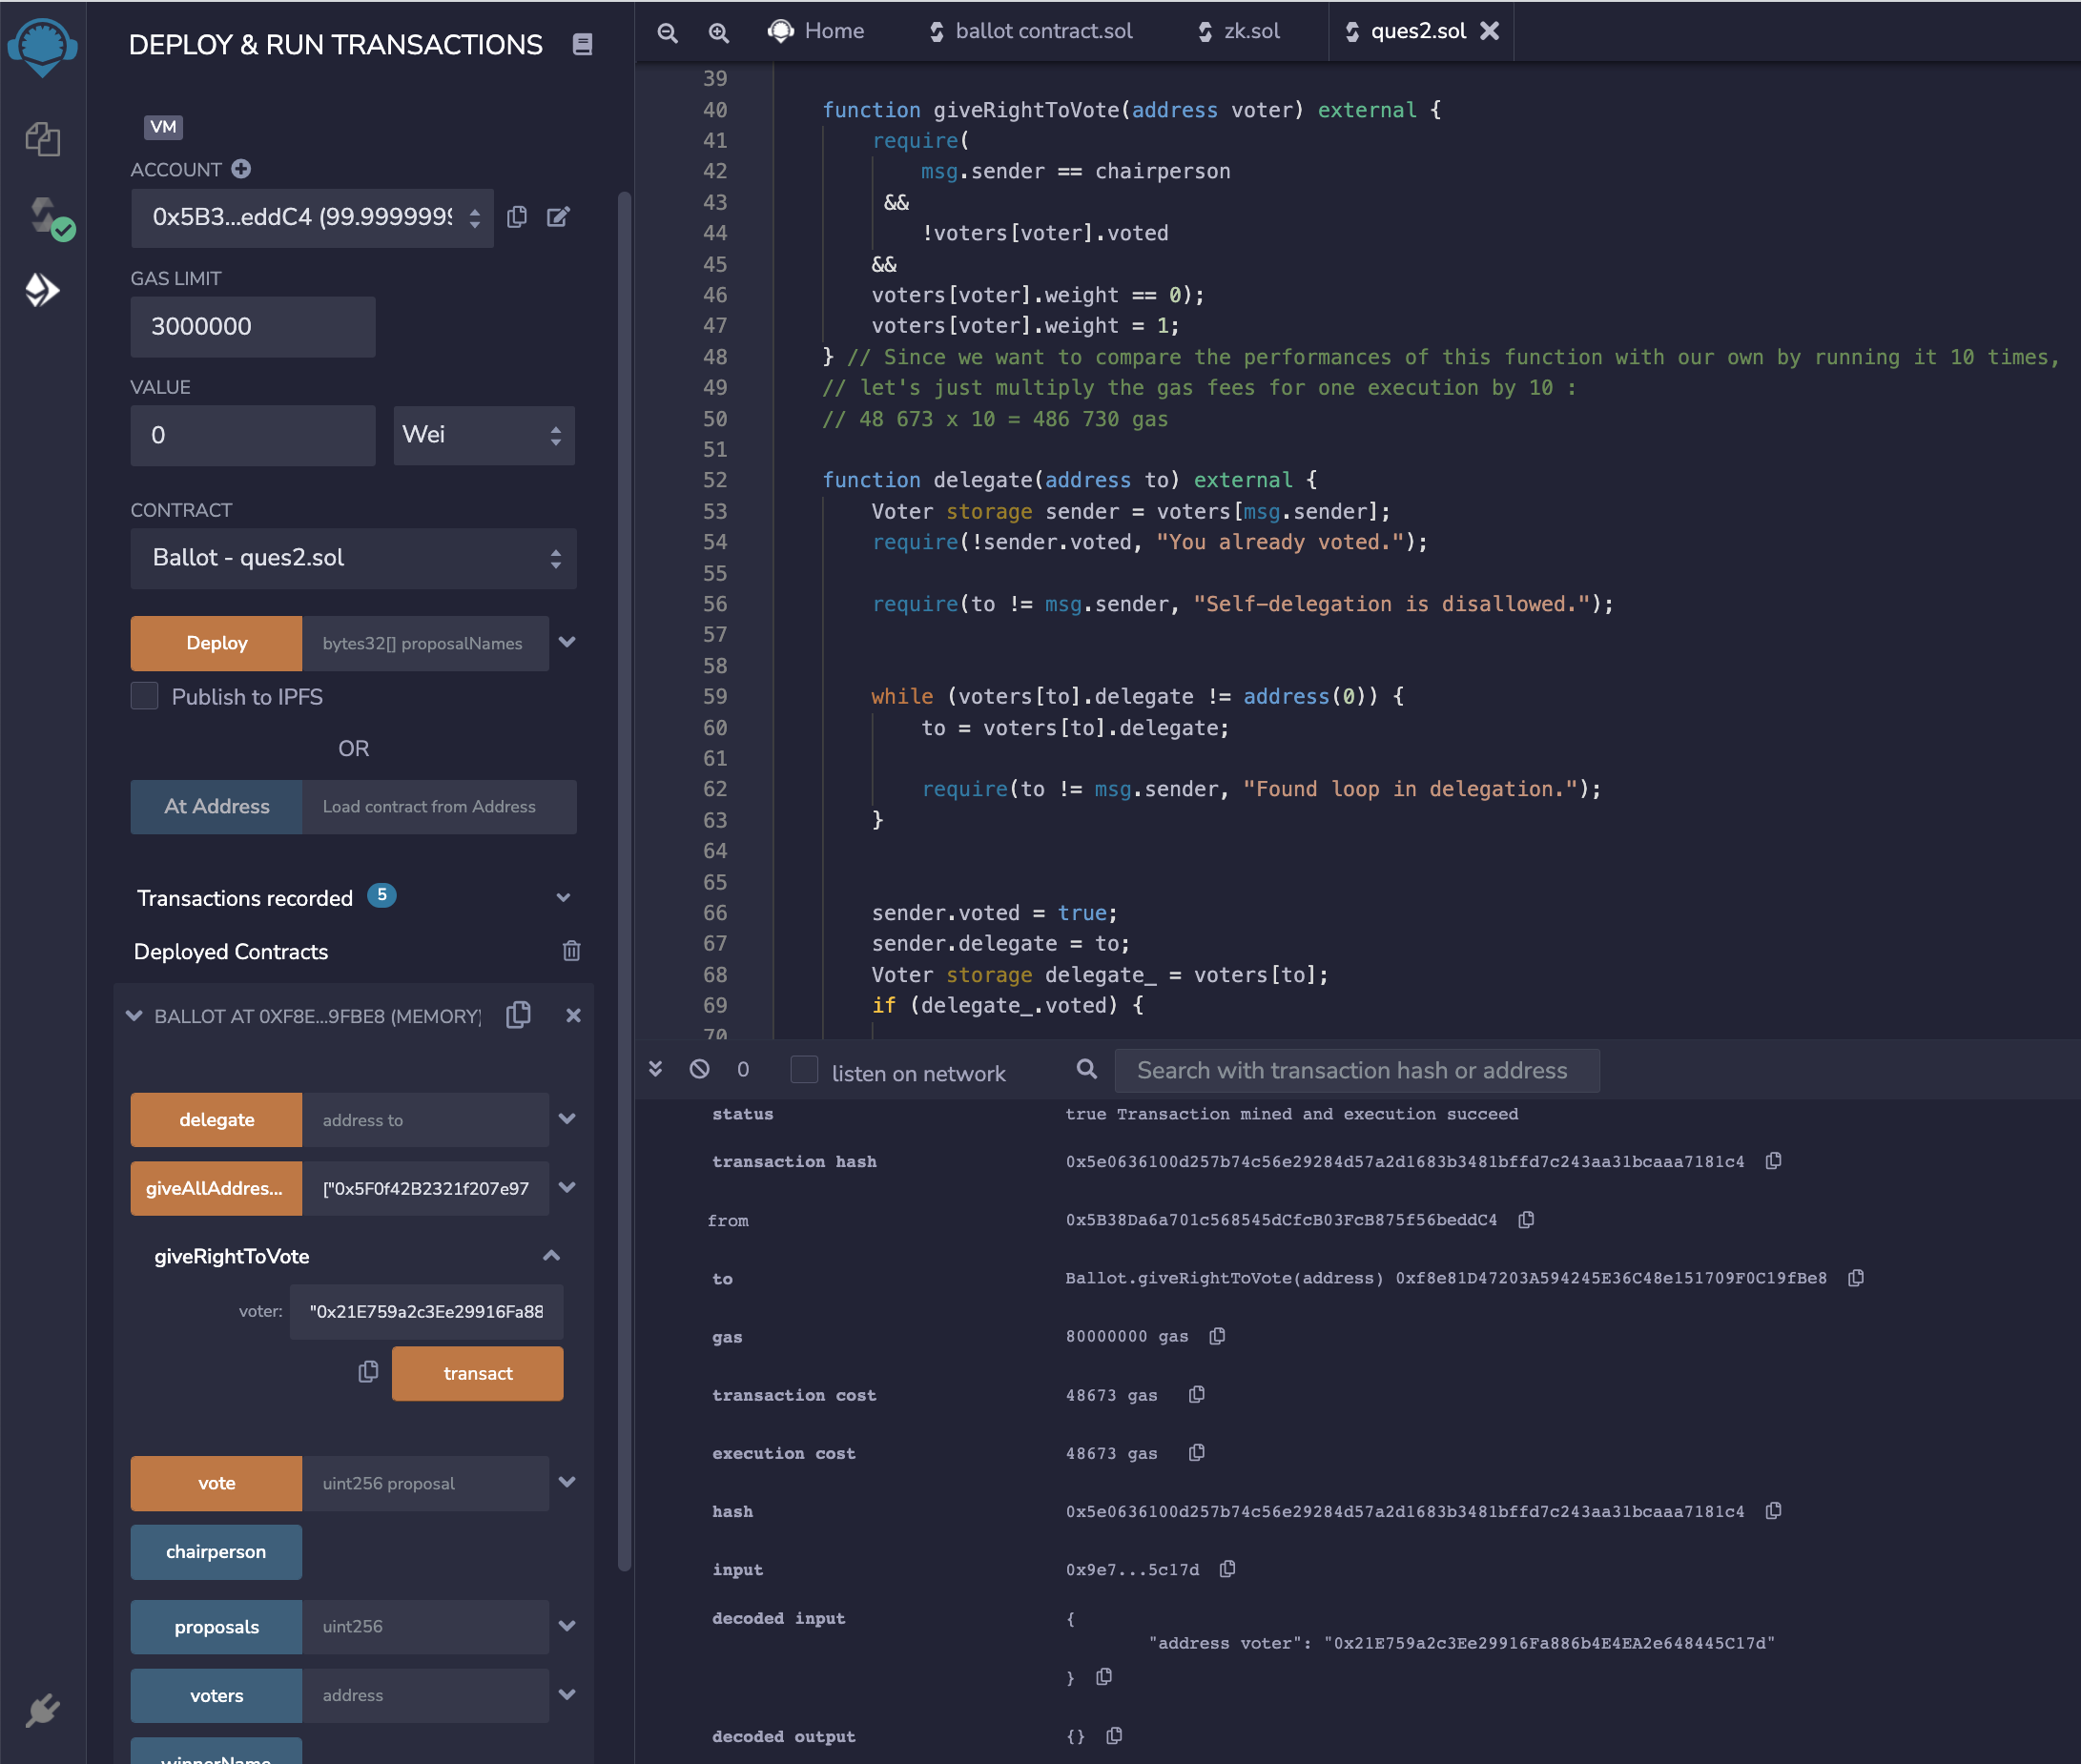 DEPLOY & RUN TRANSACTIONS
VM
ACCOUNT
0x5B3...eddC4 (99.9999999
GAS LIMIT
3000000
VALUE
0
Wei
CONTRACT
Ballot - ques2.sol
Deploy
bytes32[] proposalNames
Publish to IPFS
OR
At Address
Load contract from Address
Transactions recorded 5
Deployed Contracts
BALLOT AT 0XF8E...9FBE8 (MEMORY)
delegate
address to
giveAllAddres...
["0x5F0f42B2321f207e97
giveRightToVote
voter:
"0x21E759a2c3Ee29916Fa88
transact
vote
uint256 proposal
chairperson
proposals
uint256
voters
address
winnerName
Home
ballot contract.sol
zk.sol
ques2.sol
39
40 function giveRightToVote(address voter) external {
41 require(
42 msg.sender == chairperson
43 &&
44 !voters[voter].voted
45 &&
46 voters[voter].weight == 0);
47 voters[voter].weight = 1;
48 } // Since we want to compare the performances of this function with our own by running it 10 times,
49 // let's just multiply the gas fees for one execution by 10 :
50 // 48 673 x 10 = 486 730 gas
51
52 function delegate(address to) external {
53 Voter storage sender = voters[msg.sender];
54 require(!sender.voted, "You already voted.");
55
56 require(to != msg.sender, "Self-delegation is disallowed.");
57
58
59 while (voters[to].delegate != address(0)) {
60 to = voters[to].delegate;
61
62 require(to != msg.sender, "Found loop in delegation.");
63 }
64
65
66 sender.voted = true;
67 sender.delegate = to;
68 Voter storage delegate_ = voters[to];
69 if (delegate_.voted) {
70
0
listen on network
Search with transaction hash or address
status true Transaction mined and execution succeed
transaction hash 0x5e0636100d257b74c56e29284d57a2d1683b3481bffd7c243aa31bcaaa7181c4
from 0x5B38Da6a701c568545dCfcB03FcB875f56beddC4
to Ballot.giveRightToVote(address) 0xf8e81D47203A594245E36C48e151709F0C19fBe8
gas 80000000 gas
transaction cost 48673 gas
execution cost 48673 gas
hash 0x5e0636100d257b74c56e29284d57a2d1683b3481bffd7c243aa31bcaaa7181c4
input 0x9e7...5c17d
decoded input {
"address voter": "0x21E759a2c3Ee29916Fa886b4E4EA2e648445C17d"
}
decoded output {}